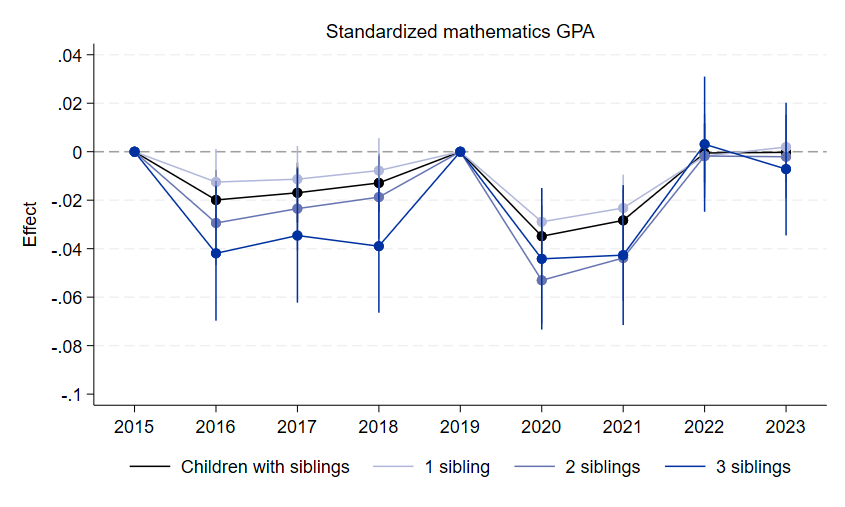 Standardized mathematics GPA
Effect
.04
.02
0
-.02
-.04
-.06
-.08
-.1
2015 2016 2017 2018 2019 2020 2021 2022 2023
Children with siblings 1 sibling 2 siblings 3 siblings